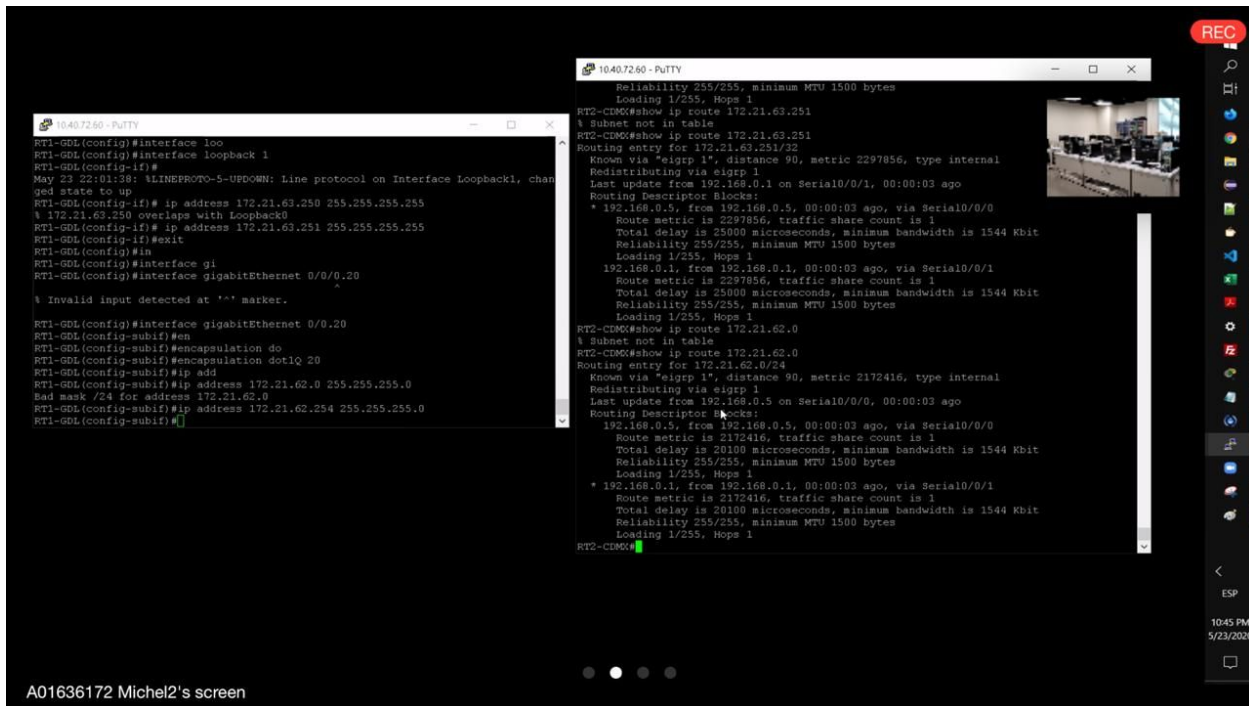 REC
10.40.72.60 - PuTTY
RT1-GDL(config)#interface loo
RT1-GDL(config)#interface loopback 1
RT1-GDL(config-if)#
May 23 22:01:38: %LINEPROTO-5-UPDOWN: Line protocol on Interface Loopback1, chan
ged state to up
RT1-GDL(config-if)# ip address 172.21.63.250 255.255.255.255
% 172.21.63.250 overlaps with Loopback0
RT1-GDL(config-if)# ip address 172.21.63.251 255.255.255.255
RT1-GDL(config-if)#exit
RT1-GDL(config)#in
RT1-GDL(config)#interface gi
RT1-GDL(config)#interface gigabitEthernet 0/0/0.20
^
% Invalid input detected at '^' marker.
RT1-GDL(config)#interface gigabitEthernet 0/0.20
RT1-GDL(config-subif)#en
RT1-GDL(config-subif)#encapsulation do
RT1-GDL(config-subif)#encapsulation dot1Q 20
RT1-GDL(config-subif)#ip add
RT1-GDL(config-subif)#ip address 172.21.62.0 255.255.255.0
Bad mask /24 for address 172.21.62.0
RT1-GDL(config-subif)#ip address 172.21.62.254 255.255.255.0
RT1-GDL(config-subif)#
10.40.72.60 - PuTTY
Reliability 255/255, minimum MTU 1500 bytes
Loading 1/255, Hops 1
RT2-CDMX#show ip route 172.21.63.251
% Subnet not in table
RT2-CDMX#show ip route 172.21.63.251
Routing entry for 172.21.63.251/32
Known via "eigrp 1", distance 90, metric 2297856, type internal
Redistributing via eigrp 1
Last update from 192.168.0.1 on Serial0/0/1, 00:00:03 ago
Routing Descriptor Blocks:
* 192.168.0.5, from 192.168.0.5, 00:00:03 ago, via Serial0/0/0
Route metric is 2297856, traffic share count is 1
Total delay is 25000 microseconds, minimum bandwidth is 1544 Kbit
Reliability 255/255, minimum MTU 1500 bytes
Loading 1/255, Hops 1
192.168.0.1, from 192.168.0.1, 00:00:03 ago, via Serial0/0/1
Route metric is 2297856, traffic share count is 1
Total delay is 25000 microseconds, minimum bandwidth is 1544 Kbit
Reliability 255/255, minimum MTU 1500 bytes
Loading 1/255, Hops 1
RT2-CDMX#show ip route 172.21.62.0
% Subnet not in table
RT2-CDMX#show ip route 172.21.62.0
Routing entry for 172.21.62.0/24
Known via "eigrp 1", distance 90, metric 2172416, type internal
Redistributing via eigrp 1
Last update from 192.168.0.5 on Serial0/0/0, 00:00:03 ago
Routing Descriptor Blocks:
192.168.0.5, from 192.168.0.5, 00:00:03 ago, via Serial0/0/0
Route metric is 2172416, traffic share count is 1
Total delay is 20100 microseconds, minimum bandwidth is 1544 Kbit
Reliability 255/255, minimum MTU 1500 bytes
Loading 1/255, Hops 1
* 192.168.0.1, from 192.168.0.1, 00:00:03 ago, via Serial0/0/1
Route metric is 2172416, traffic share count is 1
Total delay is 20100 microseconds, minimum bandwidth is 1544 Kbit
Reliability 255/255, minimum MTU 1500 bytes
Loading 1/255, Hops 1
RT2-CDMX#
ESP
10:45 PM
A01636172 Michel2's screen